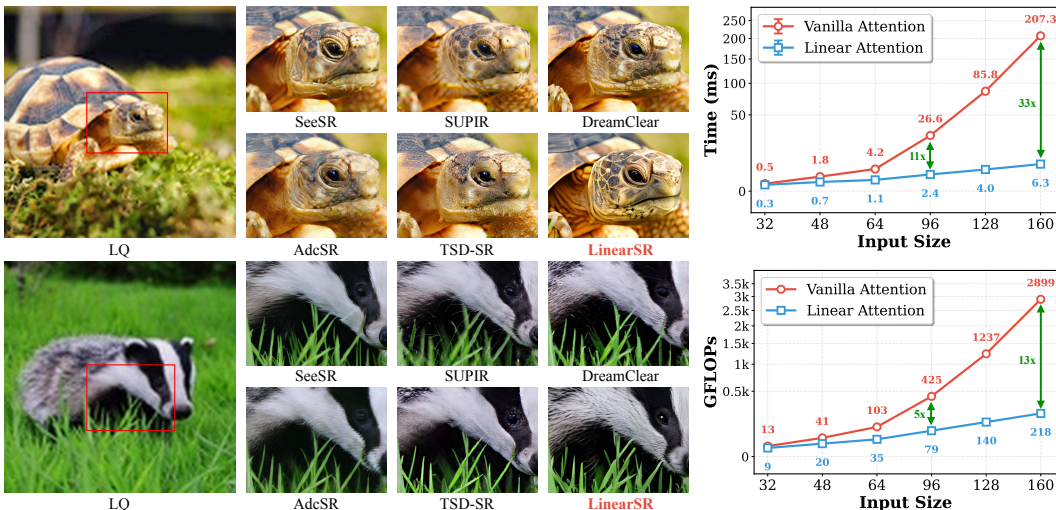 SeeSR
SUPIR
DreamClear
LQ
AdcSR
TSD-SR
LinearSR
SeeSR
SUPIR
DreamClear
LQ
AdcSR
TSD-SR
LinearSR
Time (ms)
250
200
150
100
50
0
Vanilla Attention
Linear Attention
0.5
1.8
4.2
26.6
85.8
207.3
11x
33x
0.3
0.7
1.1
2.4
4.0
6.3
32
48
64
96
128
160
Input Size
GFLOPs
3.5k
3k
2.5k
2k
1.5k
1k
0.5k
0
Vanilla Attention
Linear Attention
13
41
103
425
1237
2899
5x
13x
9
20
35
79
140
218
32
48
64
96
128
160
Input Size